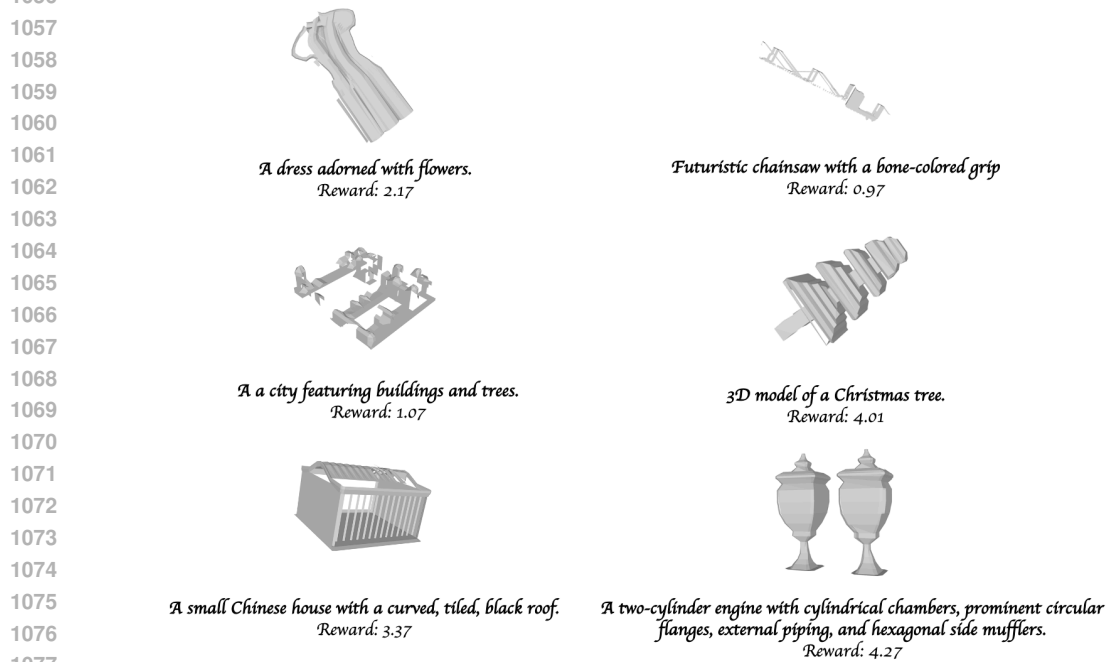 1057
1058
1059
1060
1061
1062
1063
1064
1065
1066
1067
1068
1069
1070
1071
1072
1073
1074
1075
1076
A dress adorned with flowers.
Reward: 2.17
Futuristic chainsaw with a bone-colored grip
Reward: 0.97
A a city featuring buildings and trees.
Reward: 1.07
3D model of a Christmas tree.
Reward: 4.01
A small Chinese house with a curved, tiled, black roof.
Reward: 3.37
A two-cylinder engine with cylindrical chambers, prominent circular
flanges, external piping, and hexagonal side mufflers.
Reward: 4.27